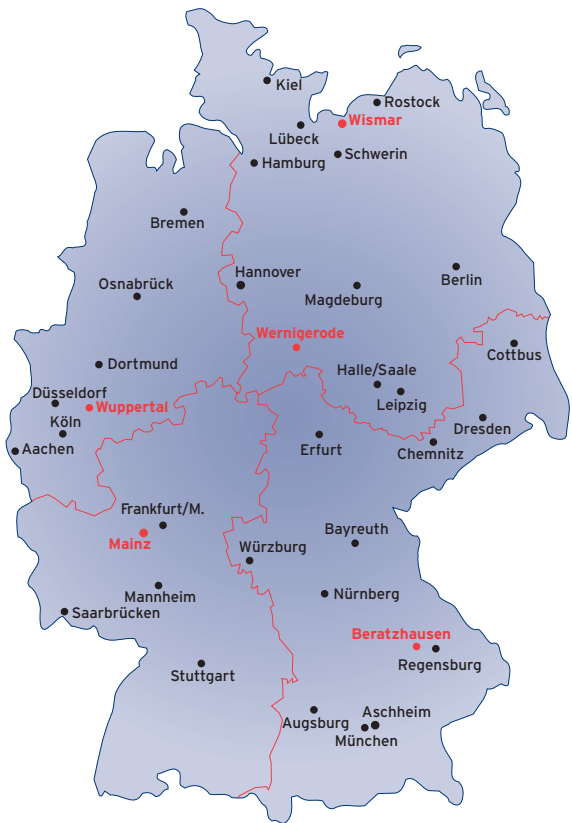 Kiel
Rostock
Wismar
Lübeck
Schwerin
Hamburg
Bremen
Hannover
Berlin
Osnabrück
Magdeburg
Wernigerode
Cottbus
Dortmund
Halle/Saale
Düsseldorf
Leipzig
Wuppertal
Köln
Dresden
Aachen
Erfurt
Chemnitz
Frankfurt/M.
Bayreuth
Mainz
Würzburg
Mannheim
Nürnberg
Saarbrücken
Beratzhausen
Regensburg
Stuttgart
Aschheim
Augsburg
München